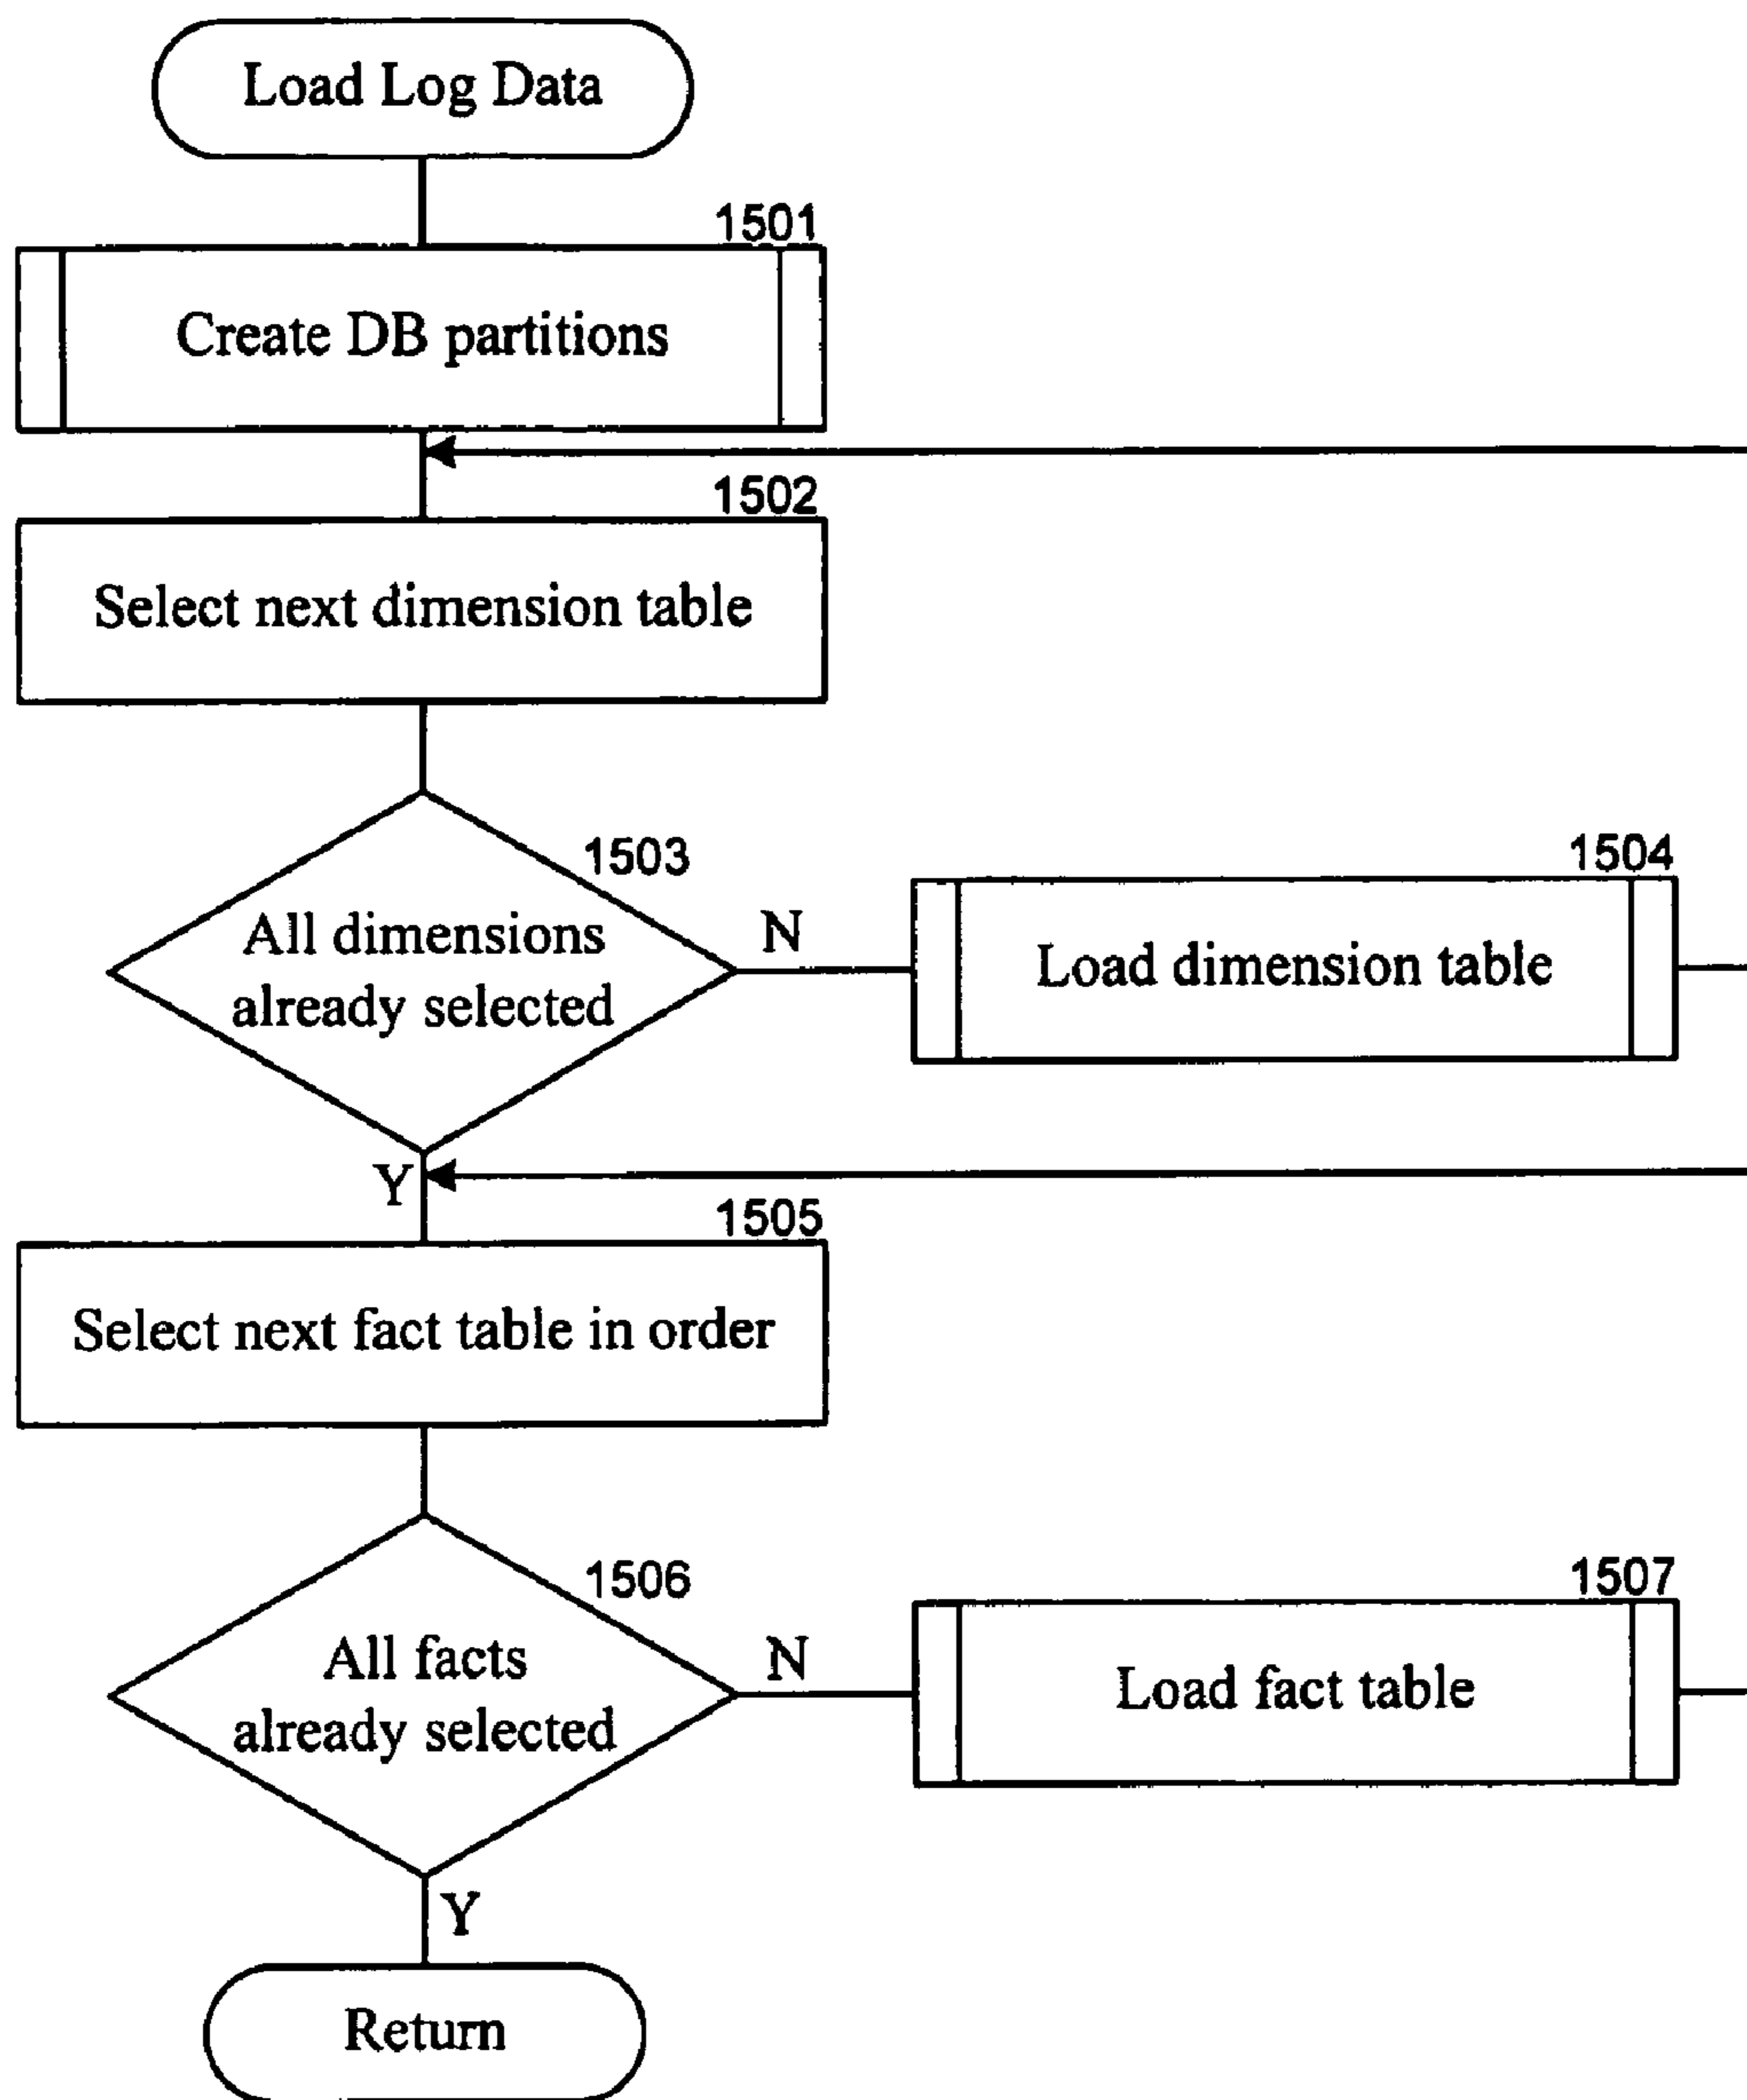 Load Log Data
1501
Create DB partitions
1502
Select next dimension table
1503
All dimensions
already selected
N
1504
Load dimension table
Y
1505
Select next fact table in order
1506
All facts
already selected
N
1507
Load fact table
Y
Return